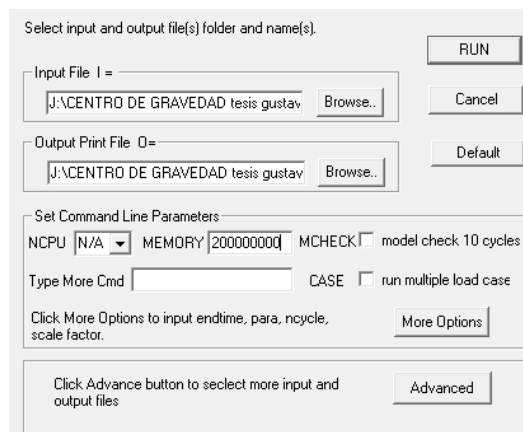 Select input and output file(s) folder and name(s).
RUN
Input File I =
J:\CENTRO DE GRAVEDAD tesis gustav
Browse..
Cancel
Output Print File O=
J:\CENTRO DE GRAVEDAD tesis gustav
Browse..
Default
Set Command Line Parameters
NCPU N/A MEMORY 200000000 MCHECK model check 10 cycles
Type More Cmd CASE run multiple load case
Click More Options to input endtime, para, ncycle,
scale factor.
More Options
Click Advance button to seclect more input and
output files
Advanced